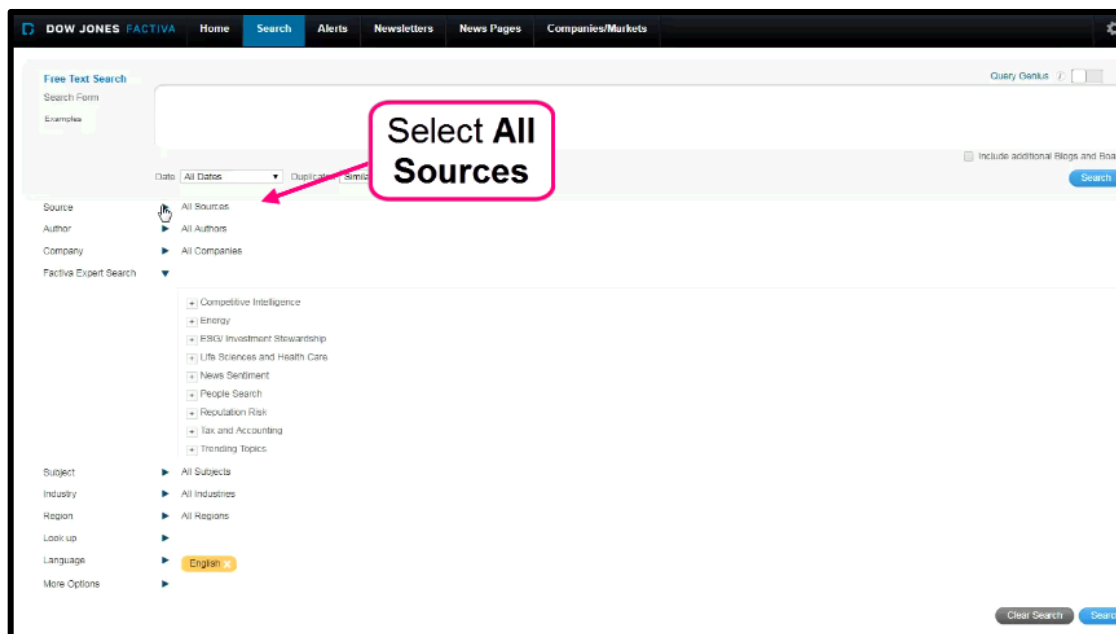 DOW JONES FACTIVA Home Search Alerts Newsletters News Pages Companies/Markets
Free Text Search
Query Genius i
Search Form
Examples
Select All
Sources
Include additional Blogs and Boa
Date All Dates Duplicate Simila
Search
Source All Sources
Author All Authors
Company All Companies
Factiva Expert Search
+ Competitive Intelligence
+ Energy
+ ESG/ Investment Stewardship
+ Life Sciences and Health Care
+ News Sentiment
+ People Search
+ Reputation Risk
+ Tax and Accounting
+ Trending Topics
Subject All Subjects
Industry All Industries
Region All Regions
Look up
Language English x
More Options
Clear Search Search